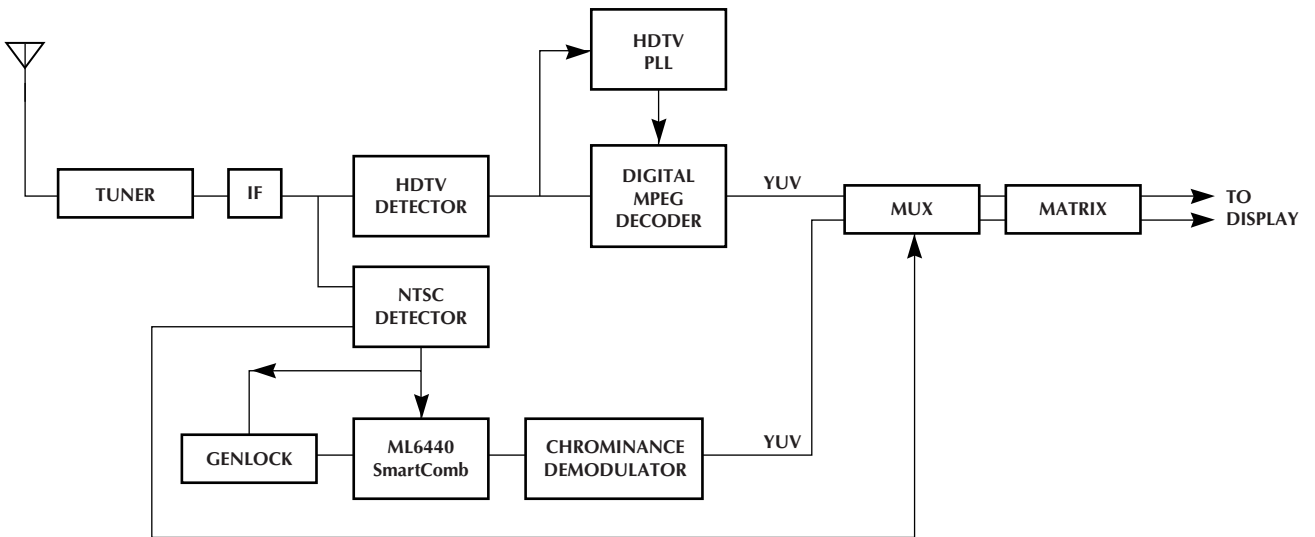 HDTV
PLL
TUNER
IF
HDTV
DETECTOR
DIGITAL
MPEG
DECODER
YUV
MUX
MATRIX
TO
DISPLAY
NTSC
DETECTOR
GENLOCK
ML6440
SmartComb
CHROMINANCE
DEMODULATOR
YUV